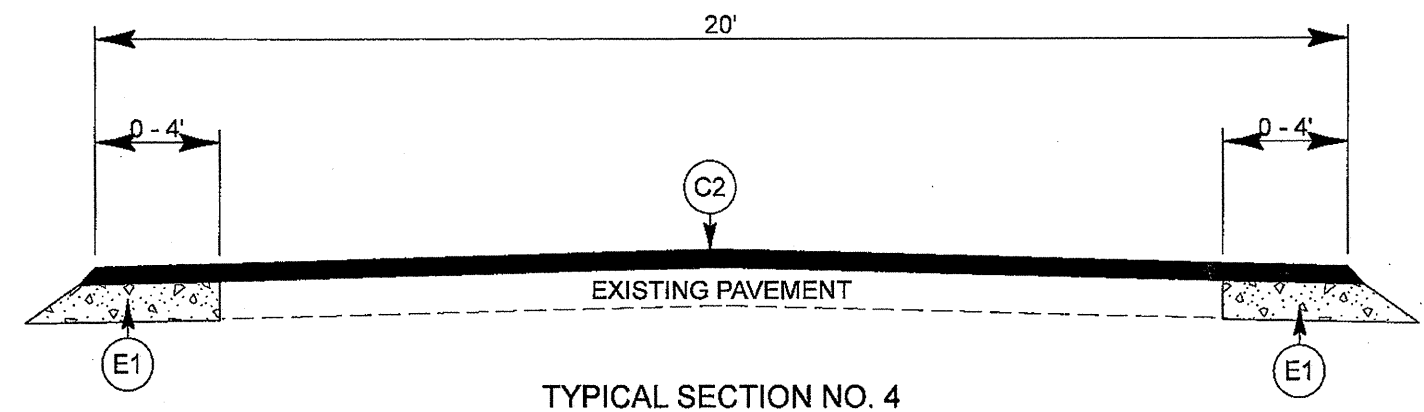 20'
0 - 4'
0 - 4'
C2
EXISTING PAVEMENT
E1
E1
TYPICAL SECTION NO. 4